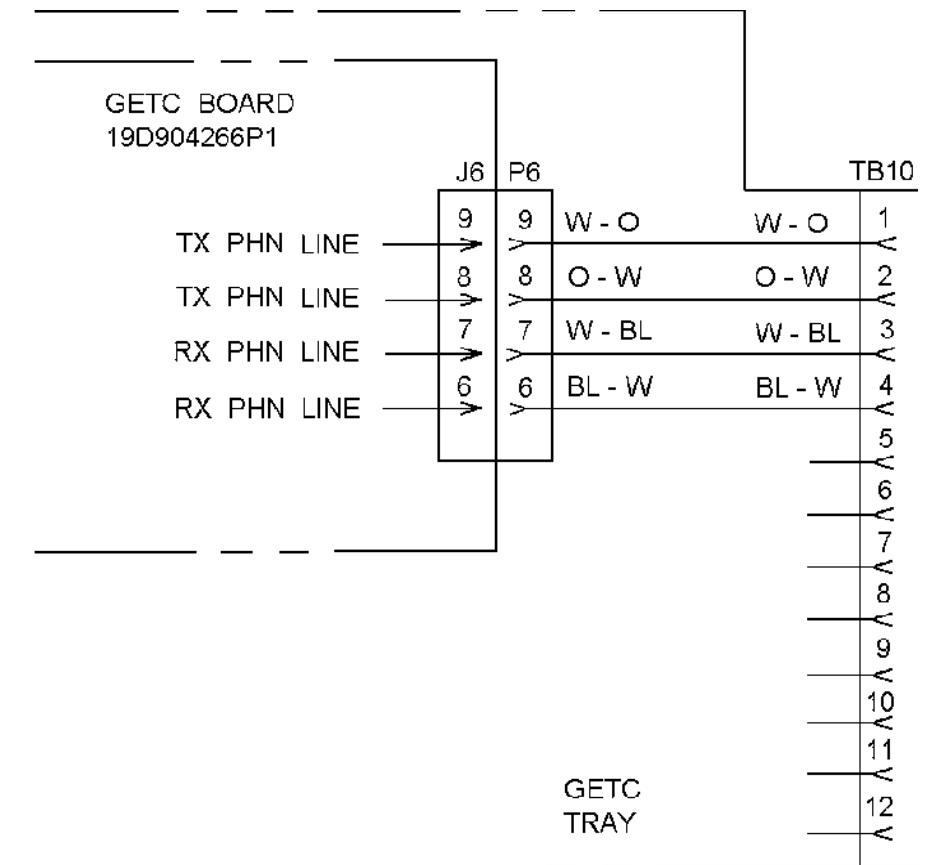 GETC BOARD
19D904266P1
J6 P6 TB10
9 9 W - O W - O 1
TX PHN LINE
8 8 O - W O - W 2
TX PHN LINE
7 7 W - BL W - BL 3
RX PHN LINE
6 6 BL - W BL - W 4
RX PHN LINE
5
6
7
8
9
10
11
GETC
TRAY
12